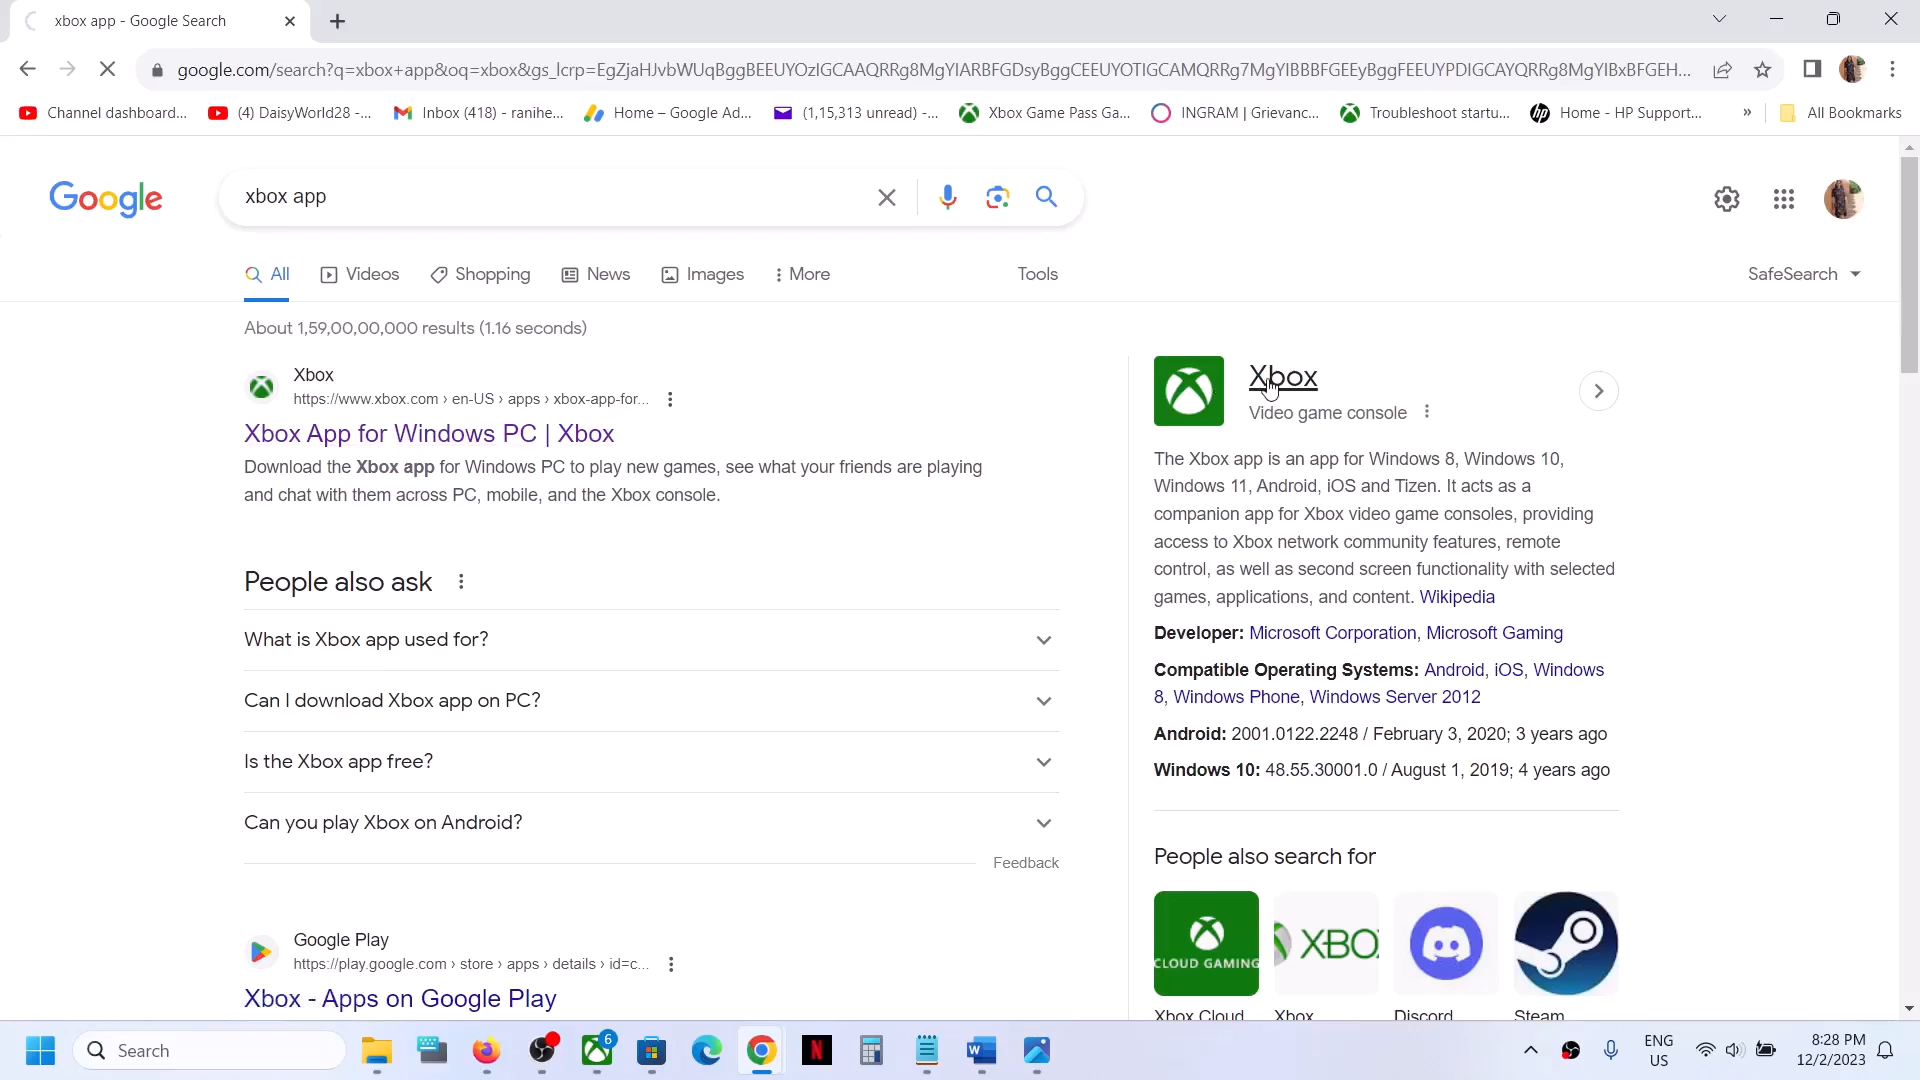 xbox app - Google Search
google.com/search?q=xbox+app&oq=xbox&gs_lcrp=EgZjaHJvbWUqBggBEEUYOzIGCAAQRRg8MgYIARBFGDsyBggCEEUYOTIGCAMQRRg7MgYIBBBFGEEyBggFEEUYPDIGCAYQRRg8MgYIBxBFGEH...
Channel dashboard...
(4) DaisyWorld28 -...
Inbox (418) - ranihe...
Home – Google Ad...
(1,15,313 unread) -...
Xbox Game Pass Ga...
INGRAM | Grievanc...
Troubleshoot startu...
Home - HP Support...
»
All Bookmarks
Google
xbox app
All
Videos
Shopping
News
Images
More
Tools
SafeSearch
About 1,59,00,00,000 results (1.16 seconds)
Xbox
https://www.xbox.com › en-US › apps › xbox-app-for...
Xbox App for Windows PC | Xbox
Download the Xbox app for Windows PC to play new games, see what your friends are playing
and chat with them across PC, mobile, and the Xbox console.
People also ask
What is Xbox app used for?
Can I download Xbox app on PC?
Is the Xbox app free?
Can you play Xbox on Android?
Feedback
Google Play
https://play.google.com › store › apps › details › id=c...
Xbox - Apps on Google Play
Xbox
Video game console
The Xbox app is an app for Windows 8, Windows 10,
Windows 11, Android, iOS and Tizen. It acts as a
companion app for Xbox video game consoles, providing
access to Xbox network community features, remote
control, as well as second screen functionality with selected
games, applications, and content. Wikipedia
Developer: Microsoft Corporation, Microsoft Gaming
Compatible Operating Systems: Android, iOS, Windows
8, Windows Phone, Windows Server 2012
Android: 2001.0122.2248 / February 3, 2020; 3 years ago
Windows 10: 48.55.30001.0 / August 1, 2019; 4 years ago
People also search for
CLOUD GAMING
XBO
Xbox Cloud
Xbox
Discord
Steam
Search
6
N
ENG
US
8:28 PM
12/2/2023